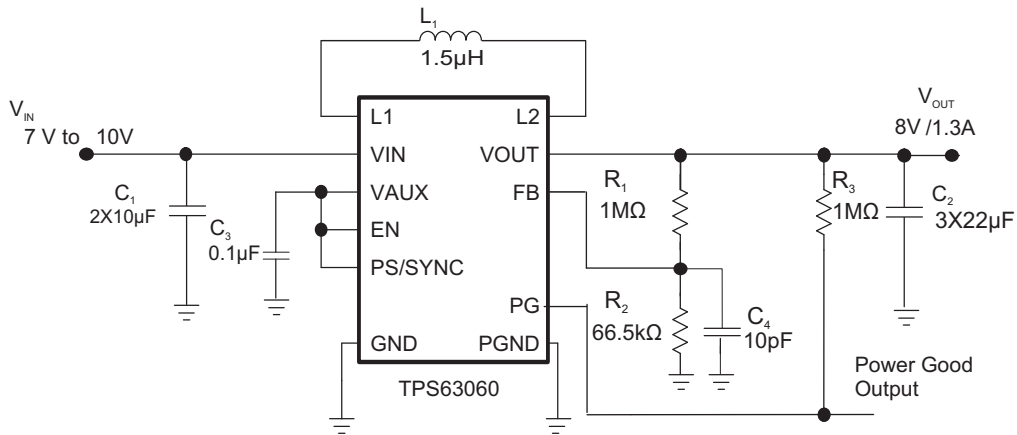 L1
1.5µH
VIN
7 V to 10V
VOUT
8V /1.3A
L1
L2
VIN
VOUT
VAUX
FB
EN
PS/SYNC
PG
GND
PGND
TPS63060
C1
2X10µF
C3
0.1µF
R1
1MΩ
R3
1MΩ
C2
3X22µF
R2
66.5kΩ
C4
10pF
Power Good
Output